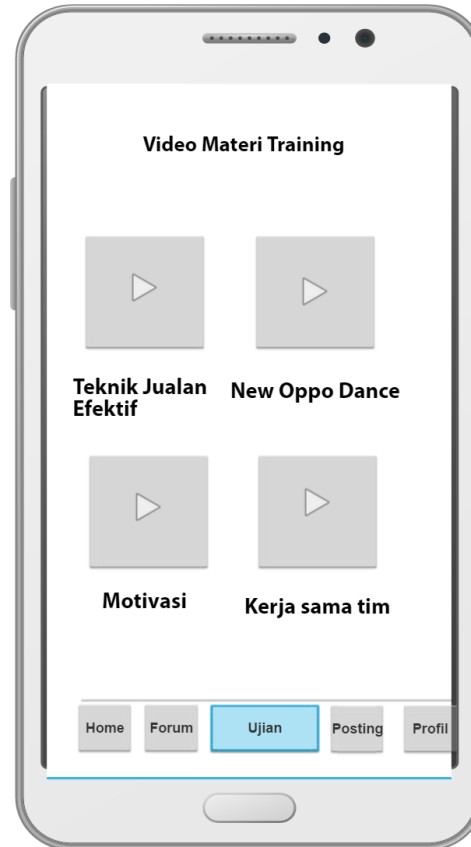 Video Materi Training
Teknik Jualan
Efektif
New Oppo Dance
Motivasi
Kerja sama tim
Home
Forum
Ujian
Posting
Profil